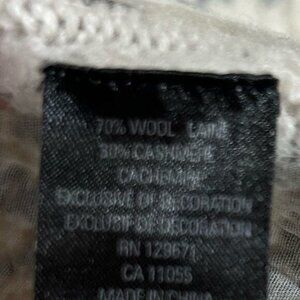 70% WOOL LAINE
30% CASHMERE
CACHEMIRE
EXCLUSIVE OF DECORATION
EXCLUSIF DE DECORATION
RN 129671
CA 11055
MADE IN CHINA